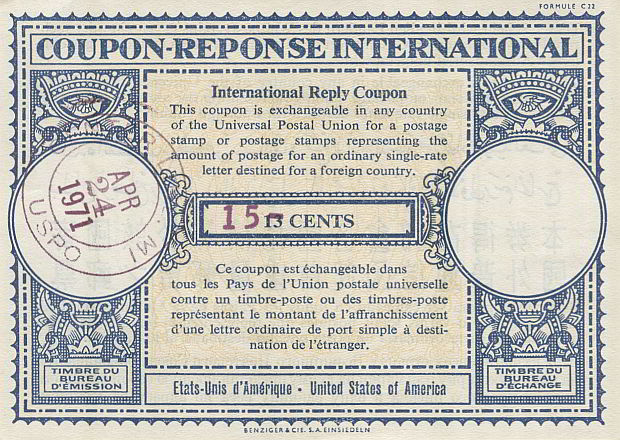 FORMULE C 22
COUPON-REPONSE INTERNATIONAL
International Reply Coupon
This coupon is exchangeable in any country
of the Universal Postal Union for a postage
stamp or postage stamps representing the
amount of postage for an ordinary single-rate
letter destined for a foreign country.
15-
13 CENTS
Ce coupon est échangeable dans
tous les Pays de l'Union postale universelle
contre un timbre-poste ou des timbres-poste
représentant le montant de l'affranchissement
d'une lettre ordinaire de port simple à desti-
nation de l'étranger.
APR
24
1971
USPO
MI
TIMBRE DU
BUREAU
D'ÉMISSION
TIMBRE DU
BUREAU
D'ÉCHANGE
Etats-Unis d'Amérique • United States of America
BENZIGER & CIE. S.A. EINSIEDELN